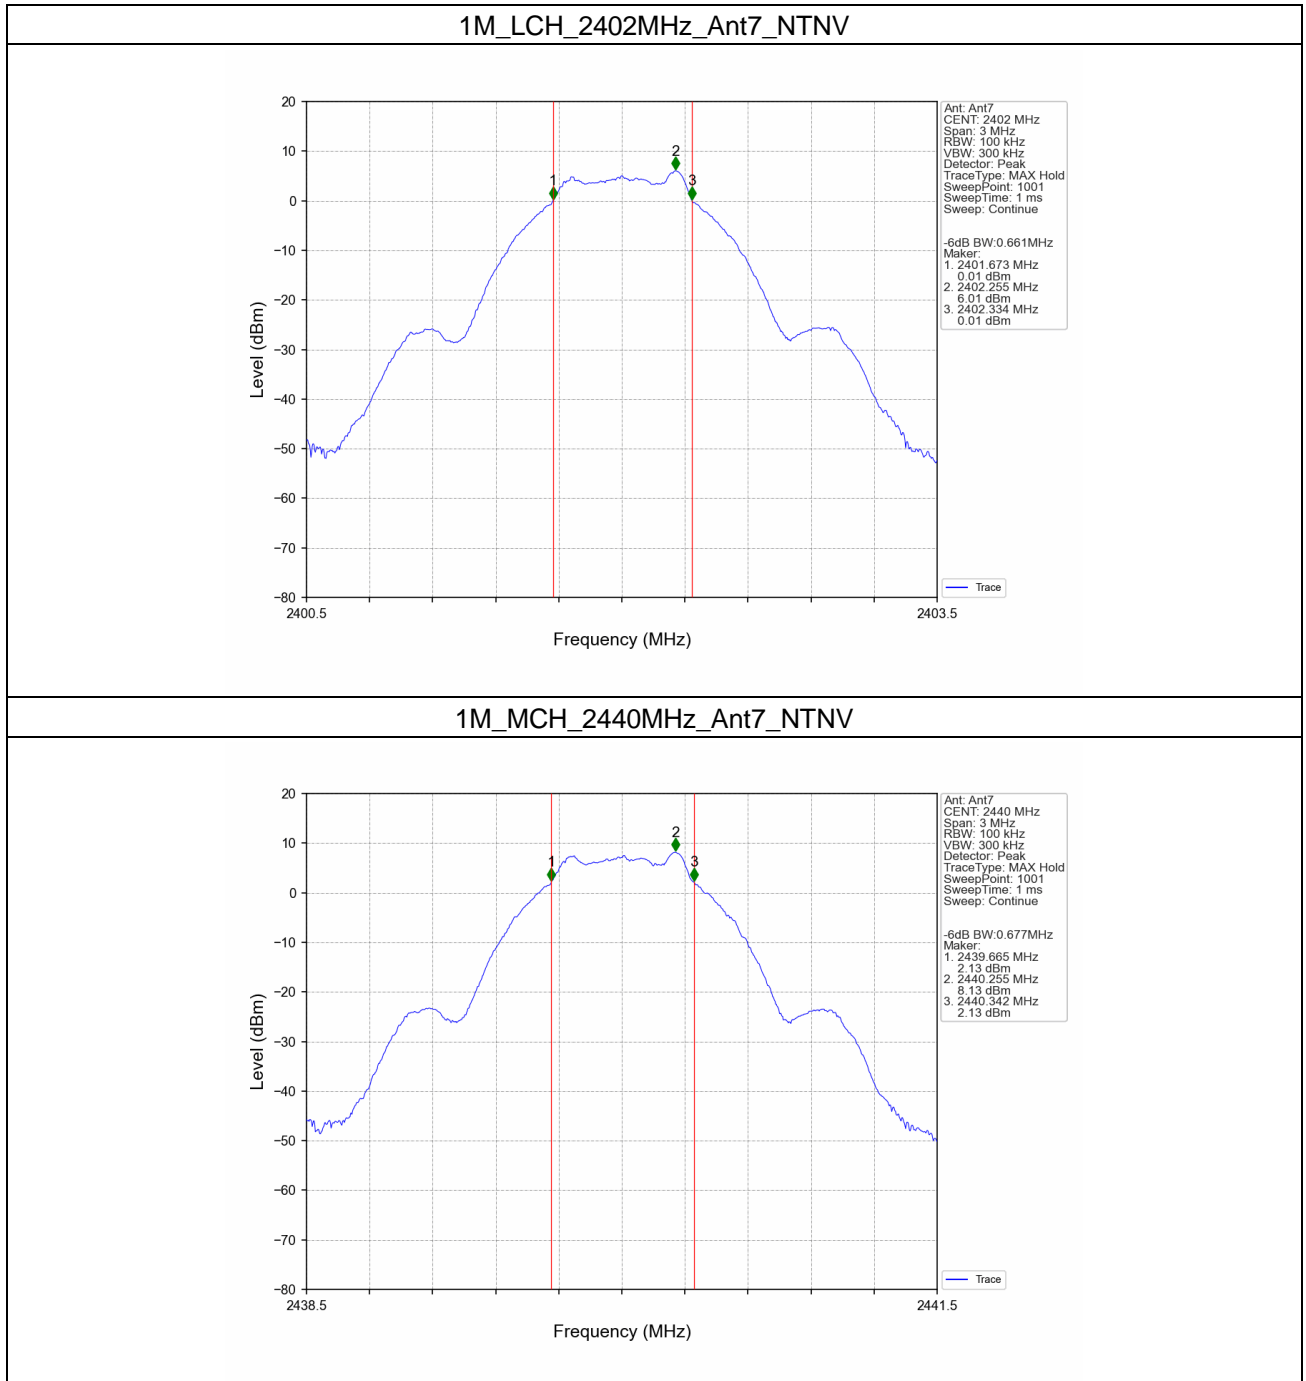 1M_LCH_2402MHz_Ant7_NTNV
20
10
0
−10
−20
−30
−40
−50
−60
−70
−80
Level (dBm)
1
2
3
2400.5
2403.5
Frequency (MHz)
Ant: Ant7
CENT: 2402 MHz
Span: 3 MHz
RBW: 100 kHz
VBW: 300 kHz
Detector: Peak
TraceType: MAX Hold
SweepPoint: 1001
SweepTime: 1 ms
Sweep: Continue
-6dB BW:0.661MHz
Maker:
1. 2401.673 MHz
0.01 dBm
2. 2402.255 MHz
6.01 dBm
3. 2402.334 MHz
0.01 dBm
Trace
1M_MCH_2440MHz_Ant7_NTNV
20
10
0
−10
−20
−30
−40
−50
−60
−70
−80
Level (dBm)
1
2
3
2438.5
2441.5
Frequency (MHz)
Ant: Ant7
CENT: 2440 MHz
Span: 3 MHz
RBW: 100 kHz
VBW: 300 kHz
Detector: Peak
TraceType: MAX Hold
SweepPoint: 1001
SweepTime: 1 ms
Sweep: Continue
-6dB BW:0.677MHz
Maker:
1. 2439.665 MHz
2.13 dBm
2. 2440.255 MHz
8.13 dBm
3. 2440.342 MHz
2.13 dBm
Trace